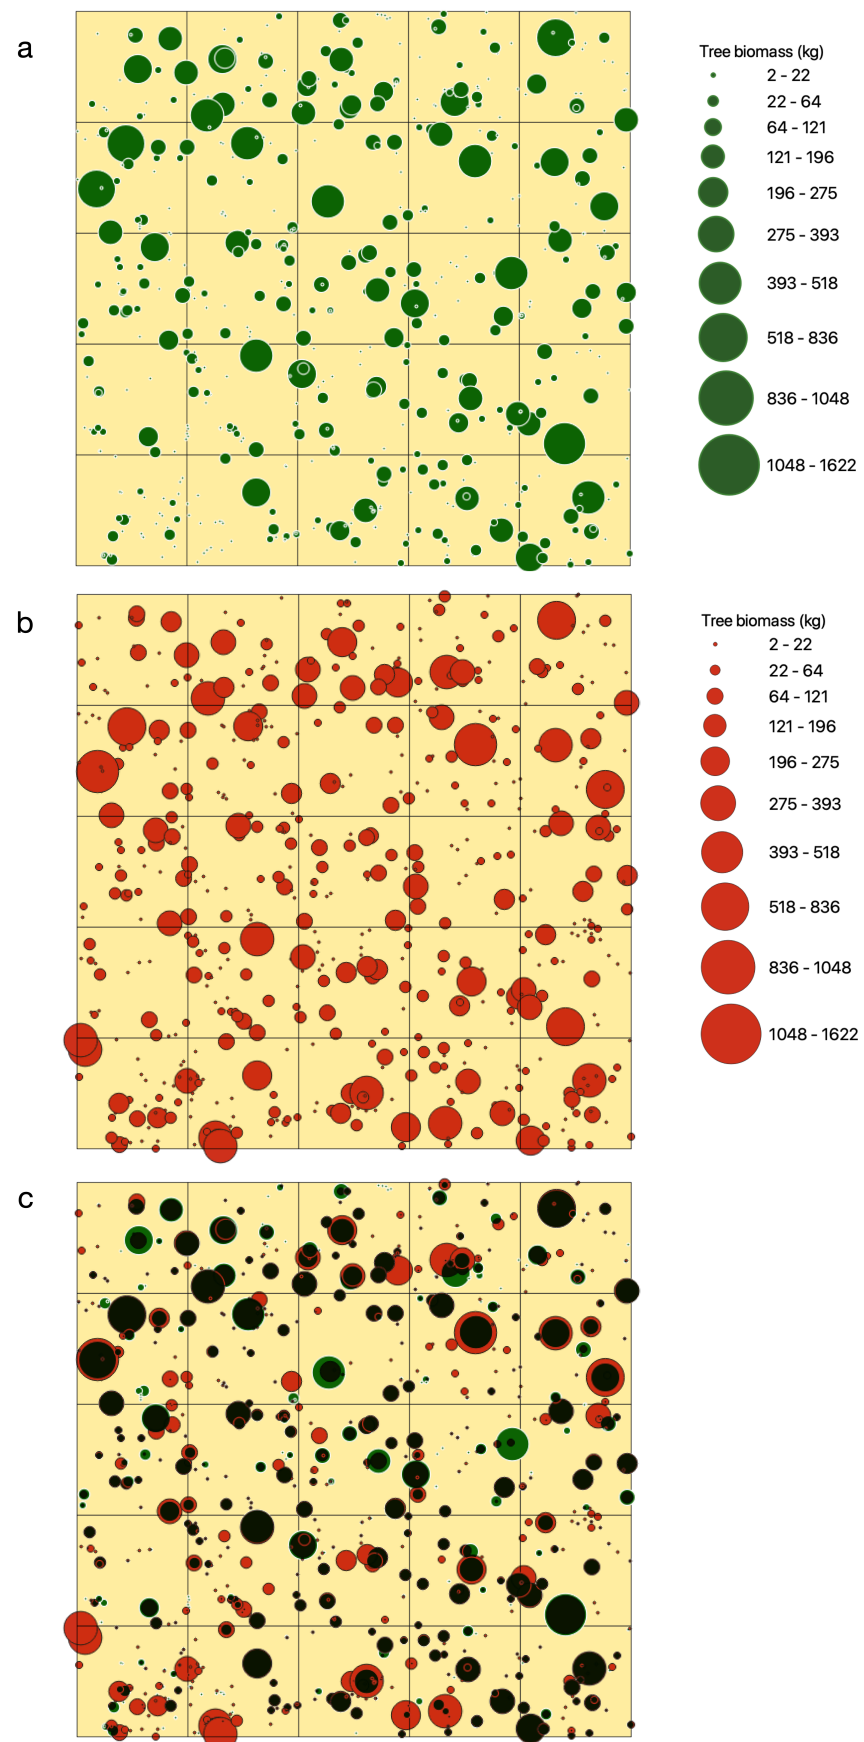 a
Tree biomass (kg)
2 - 22
22 - 64
64 - 121
121 - 196
196 - 275
275 - 393
393 - 518
518 - 836
836 - 1048
1048 - 1622
b
Tree biomass (kg)
2 - 22
22 - 64
64 - 121
121 - 196
196 - 275
275 - 393
393 - 518
518 - 836
836 - 1048
1048 - 1622
c